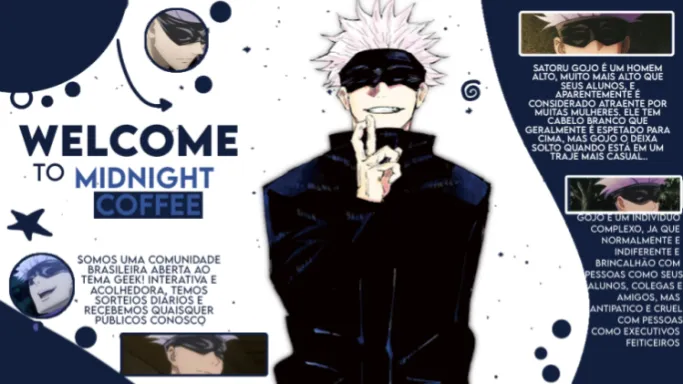 WELCOME
TO MIDNIGHT
COFFEE
SOMOS UMA COMUNIDADE
BRASILEIRA ABERTA AO
TEMA GEEK! INTERATIVA E
ACOLHEDORA, TEMOS
SORTEIOS DIÁRIOS E
RECEBEMOS QUAISQUER
PÚBLICOS CONOSCO
SATORU GOJO É UM HOMEM
ALTO, MUITO MAIS ALTO QUE
SEUS ALUNOS, E
APARENTEMENTE É
CONSIDERADO ATRAENTE POR
MUITAS MULHERES. ELE TEM
CABELO BRANCO QUE
GERALMENTE É ESPETADO PARA
CIMA, MAS GOJO O DEIXA
SOLTO QUANDO ESTÁ EM UM
TRAJE MAIS CASUAL..
GOJO É UM INDIVÍDUO
COMPLEXO, JA QUE
NORMALMENTE E
INDIFERENTE E
BRINCALHÃO COM
PESSOAS COMO SEUS
ALUNOS, COLEGAS E
AMIGOS, MAS
ANTIPATICO E CRUEL
COM PESSOAS
COMO EXECUTIVOS
FEITICEIROS